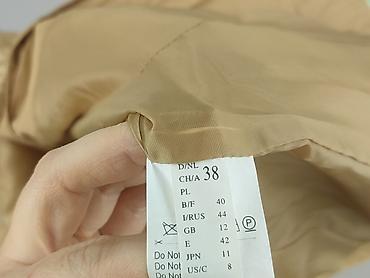 D/NL
CH/A 38
PL
B/F 40
I/RUS 44
GB 12
E 42
JPN 11
US/C 8
P
Do Not
Do Not
Do Not